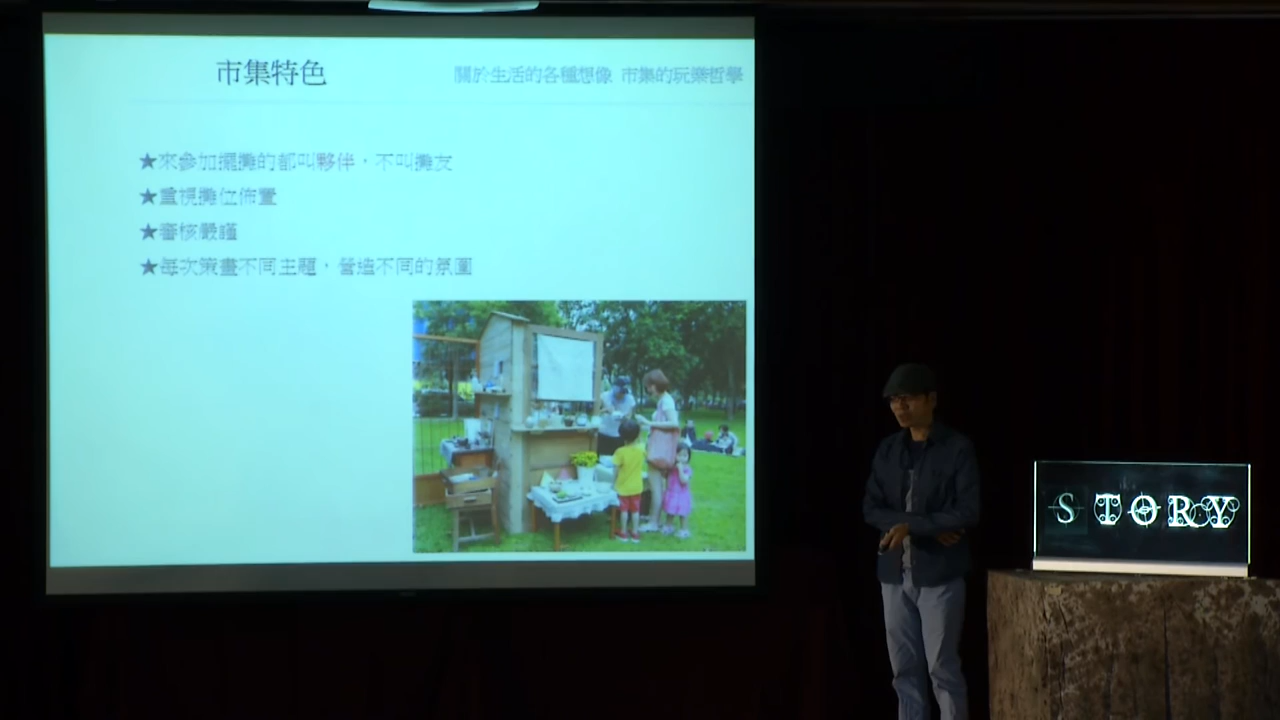 市集特色
關於生活的各種想像 市集的玩樂哲學
★來參加擺攤的都叫夥伴，不叫攤友
★重視攤位佈置
★審核嚴謹
★每次策畫不同主題，營造不同的氛圍
STORY